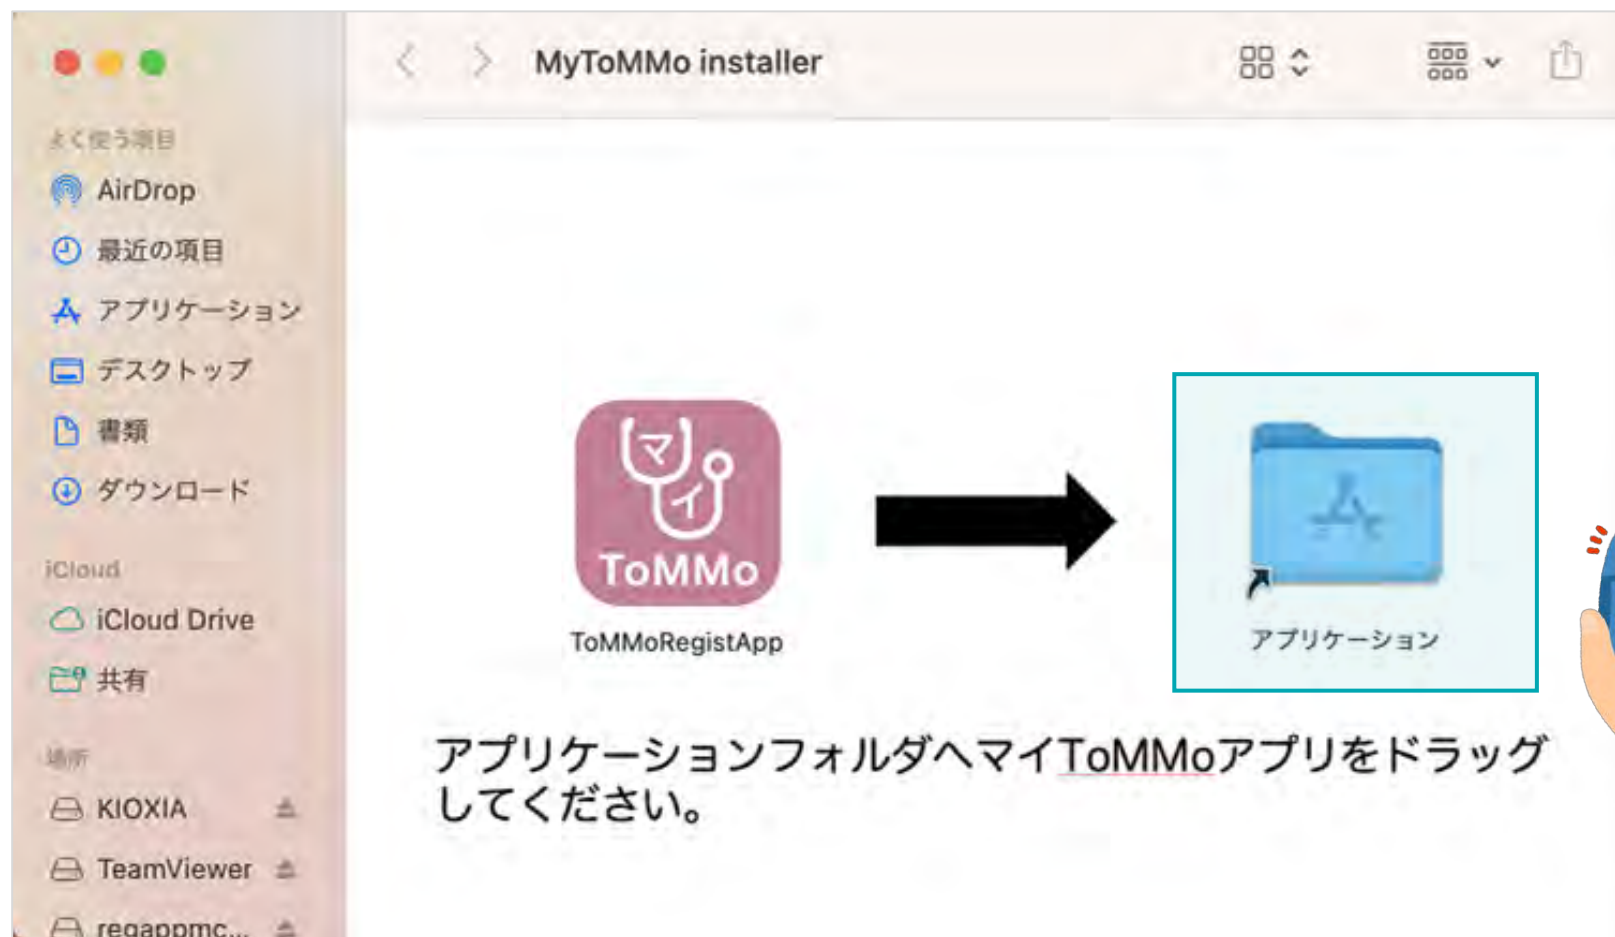 MyToMMo installer
よく使う項目
AirDrop
最近の項目
アプリケーション
デスクトップ
書類
ダウンロード
iCloud
iCloud Drive
共有
場所
KIOXIA
TeamViewer
regappmc...
マイ
ToMMo
ToMMoRegistApp
アプリケーション
アプリケーションフォルダへマイToMMoアプリをドラッグ
してください。